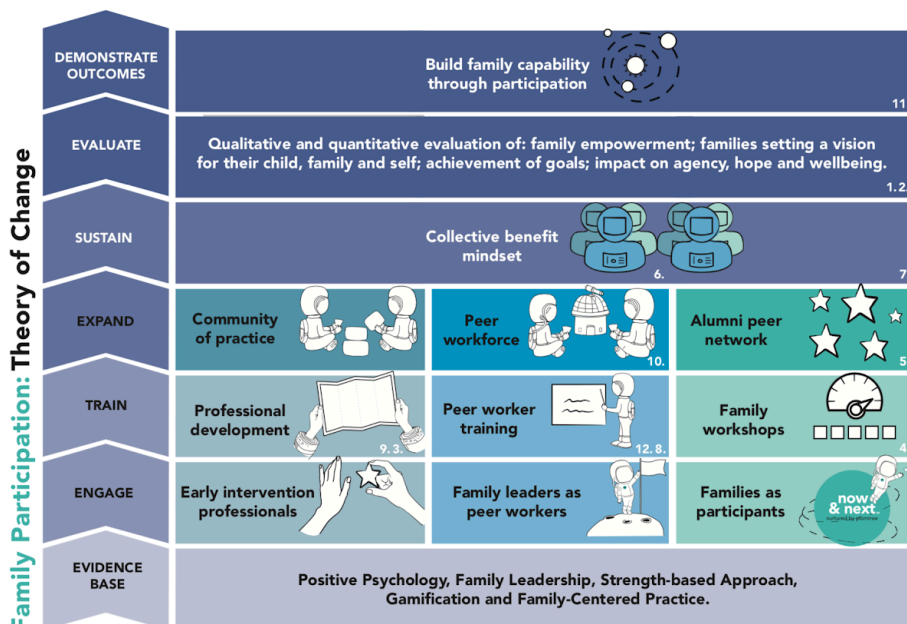 Family Participation: Theory of Change
DEMONSTRATE
OUTCOMES
Build family capability
through participation
11
EVALUATE
Qualitative and quantitative evaluation of: family empowerment; families setting a vision
for their child, family and self; achievement of goals; impact on agency, hope and wellbeing.
1.2.
SUSTAIN
Collective benefit
mindset
6.
7
EXPAND
Community
of practice
Peer
workforce
10.
Alumni peer
network
5
TRAIN
Professional
development
9.3.
Peer worker
training
12.8.
Family
workshops
4
ENGAGE
Early intervention
professionals
Family leaders as
peer workers
Families as
participants
now
& next
nurtured by plumtree
EVIDENCE
BASE
Positive Psychology, Family Leadership, Strength-based Approach,
Gamification and Family-Centered Practice.